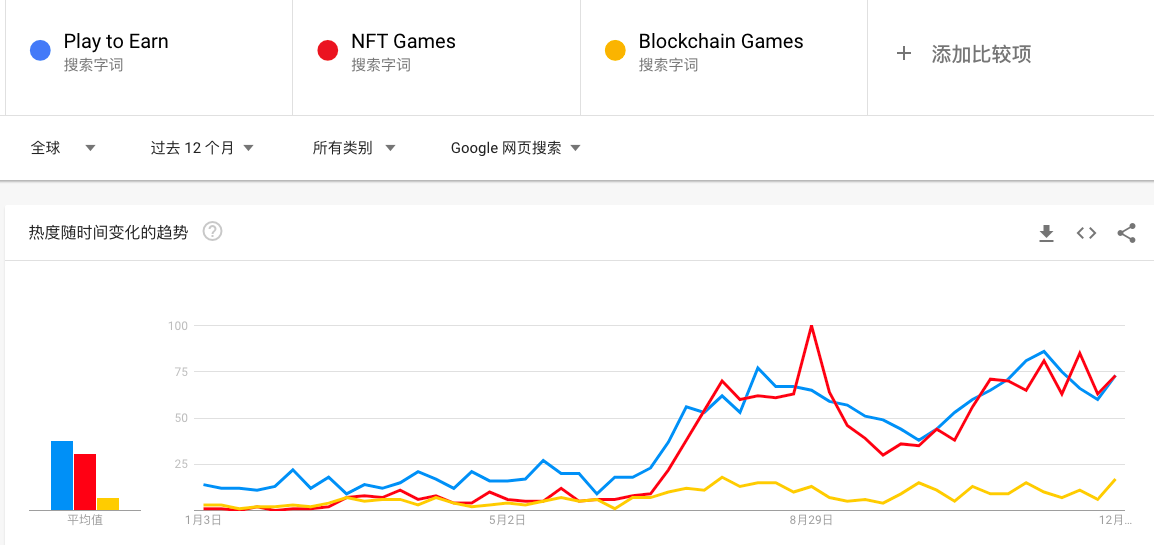 Play to Earn
搜索字词
NFT Games
搜索字词
Blockchain Games
搜索字词
+ 添加比较项
全球
过去 12 个月
所有类别
Google 网页搜索
热度随时间变化的趋势
?
100
75
50
25
平均值
1月3日
5月2日
8月29日
12月...